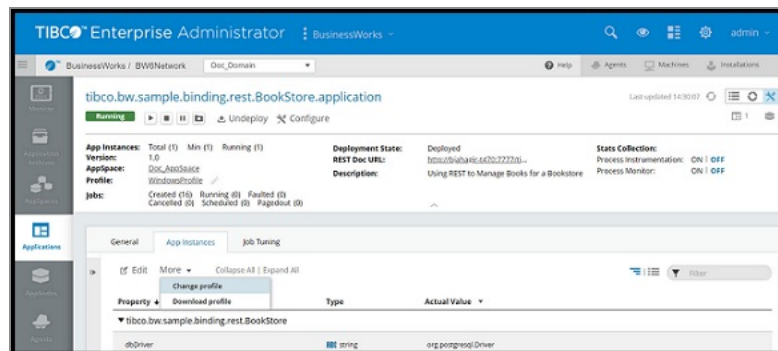 TIBCO™ Enterprise Administrator BusinessWorks admin
BusinessWorks / BW6Network Doc_Domain Help Agents Machines Installations
tibco.bw.sample.binding.rest.BookStore.application Last updated 14:30:07
Running Undeploy Configure 1
App Instances: Total (1) Min (1) Running (1) Deployment State: Deployed Stats Collection:
Version: 1.0 REST Doc URL: Process Instrumentation: ON | OFF
AppSpace: Doc_AppSpace Description: Using REST to Manage Books for a Bookstore Process Monitor: ON | OFF
Profile: WindowsProfile
Jobs: Created (16) Running (0) Faulted (0)
Cancelled (0) Scheduled (0) Pagedout (0)
Applications
General App Instances Job Tuning
Edit More Collapse All | Expand All Filter
Change profile
Property Download profile Type Actual Value
tibco.bw.sample.binding.rest.BookStore
dbDriver string org.postgresql.Driver
Agents